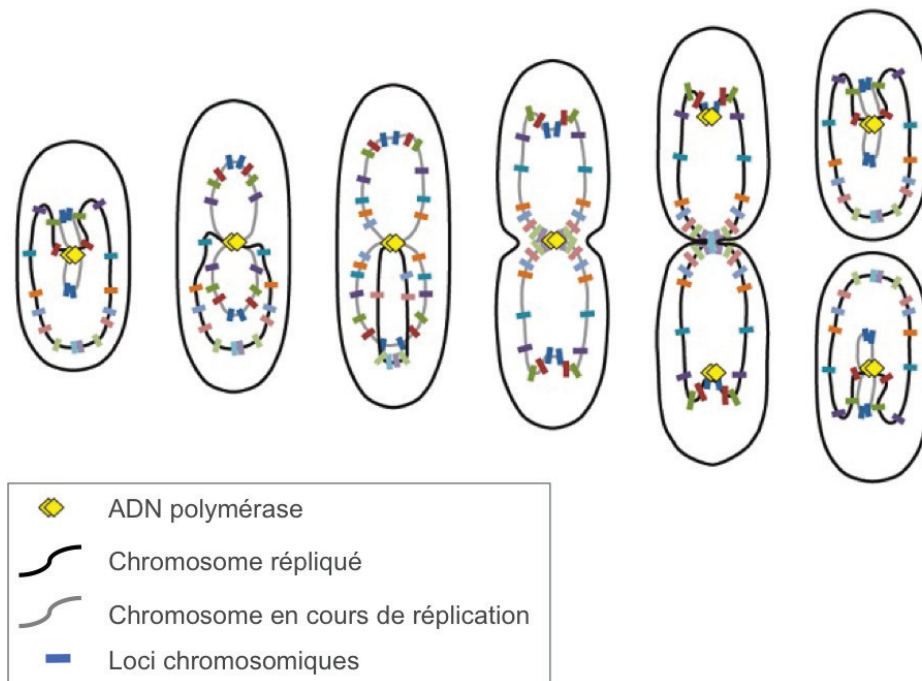 ADN polymérase
Chromosome répliqué
Chromosome en cours de réplication
Loci chromosomiques